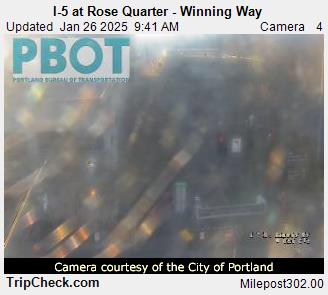 I-5 at Rose Quarter - Winning Way
Updated Jan 26 2025 9:41 AM Camera 4
PBOT
PORTLAND BUREAU OF TRANSPORTATION
Camera courtesy of the City of Portland
TripCheck.com Milepost302.00